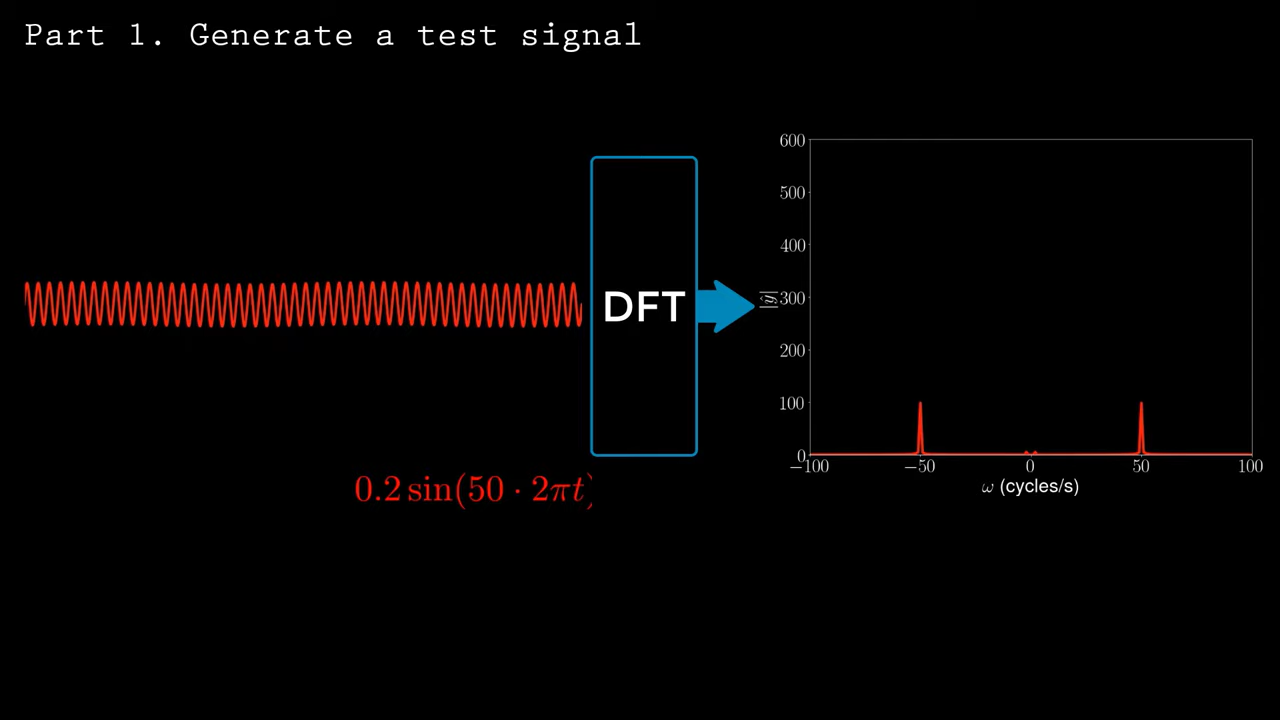 Part 1. Generate a test signal
DFT
0.2 sin(50 · 2πt)
|ŷ|
600
500
400
300
200
100
0
−100
−50
0
50
100
ω (cycles/s)